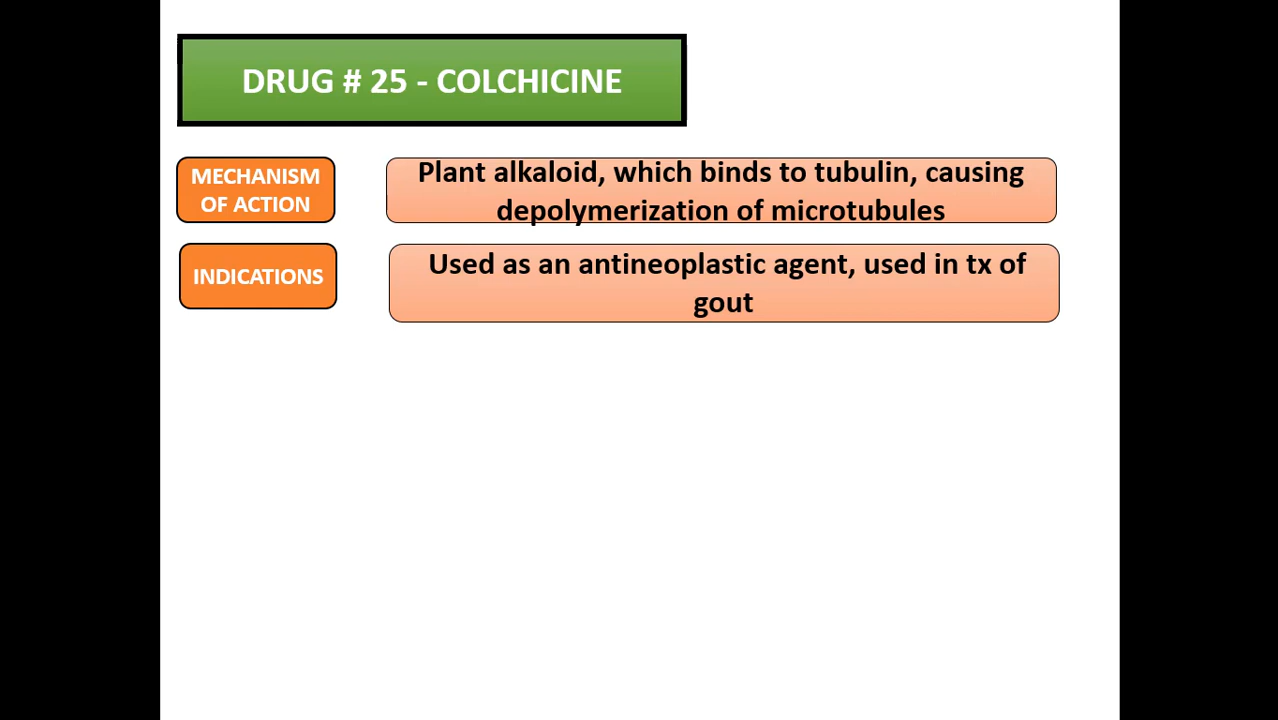 DRUG # 25 - COLCHICINE
MECHANISM
OF ACTION
Plant alkaloid, which binds to tubulin, causing
depolymerization of microtubules
INDICATIONS
Used as an antineoplastic agent, used in tx of
gout